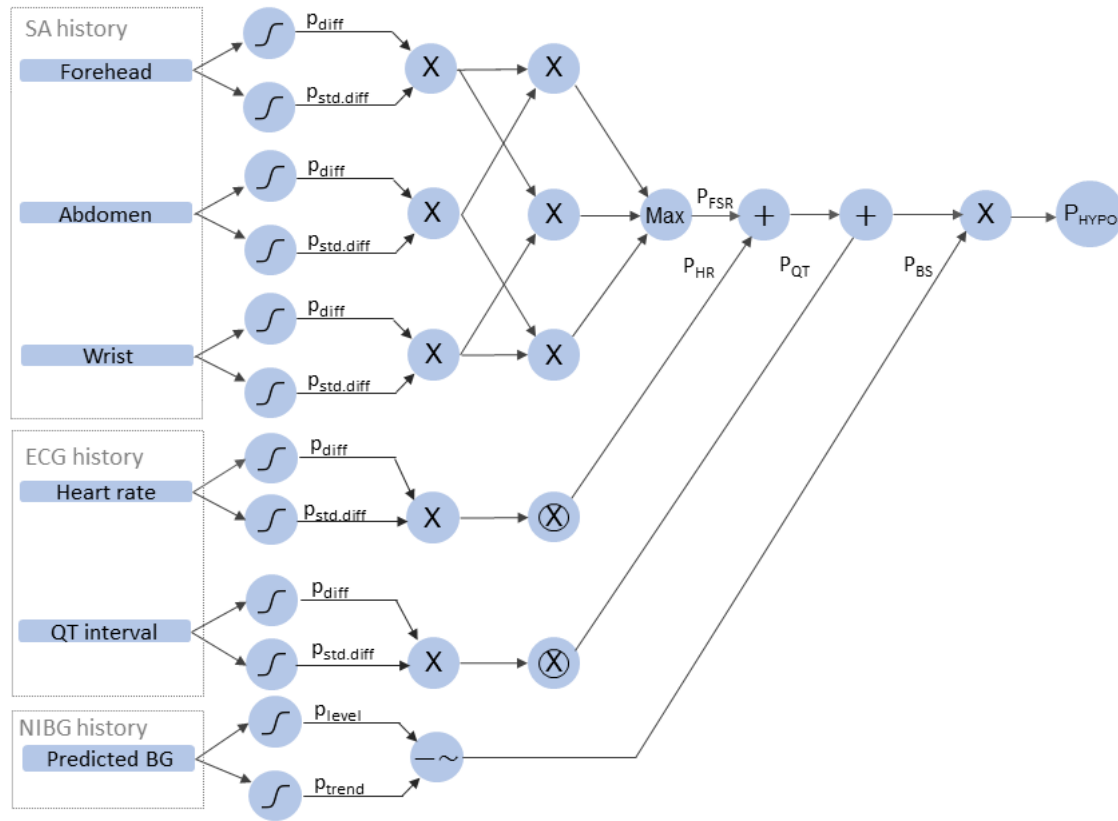 SA history
Forehead
p_diff
p_std.diff
X
X
Abdomen
p_diff
p_std.diff
X
X
Max
P_FSR
+
+
X
P_HYPO
P_HR
P_QT
P_BS
Wrist
p_diff
p_std.diff
X
X
ECG history
Heart rate
p_diff
p_std.diff
X
X
QT interval
p_diff
p_std.diff
X
X
NIBG history
Predicted BG
p_level
p_trend
—~